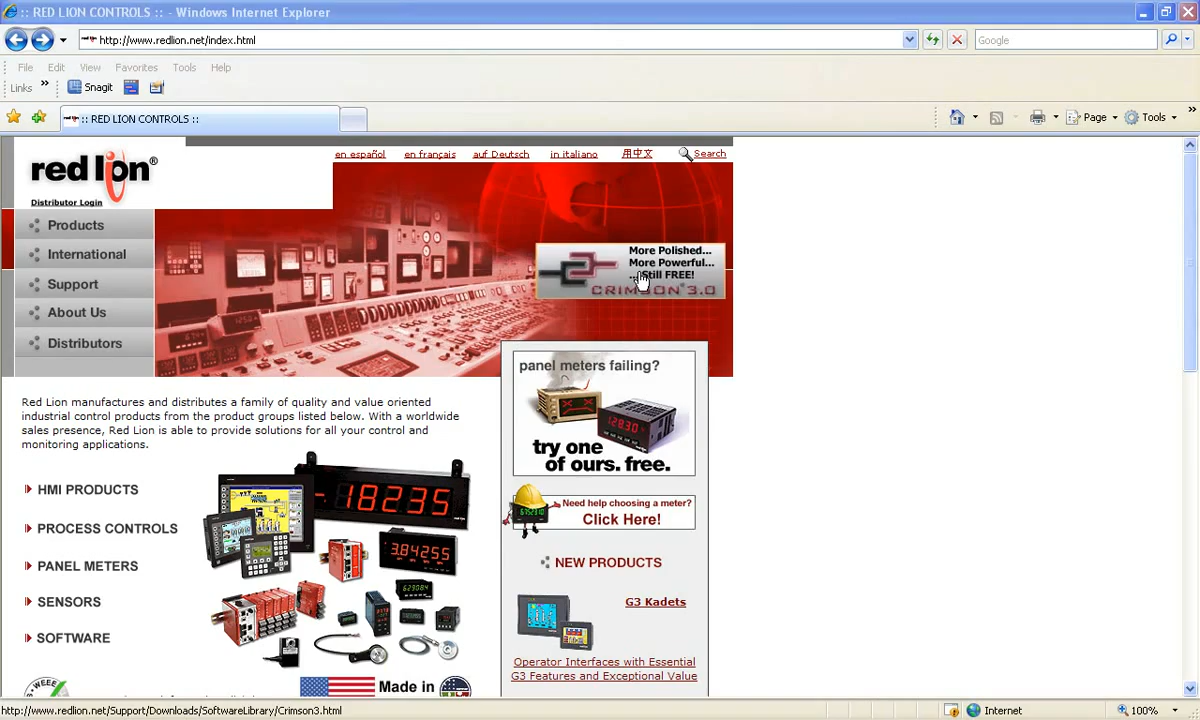 :: RED LION CONTROLS :: - Windows Internet Explorer
http://www.redlion.net/index.html
Google
File Edit View Favorites Tools Help
Links » Snagit
:: RED LION CONTROLS ::
Page Tools »
en español en français auf Deutsch in italiano 用中文 Search
red lion®
Distributor Login
Products
International
Support
About Us
Distributors
More Polished...
More Powerful...
...Still FREE!
CRIMSON® 3.0
panel meters failing?
128.30
try one
of ours. free.
Need help choosing a meter?
Click Here!
Red Lion manufactures and distributes a family of quality and value oriented
industrial control products from the product groups listed below. With a worldwide
sales presence, Red Lion is able to provide solutions for all your control and
monitoring applications.
HMI PRODUCTS
PROCESS CONTROLS
PANEL METERS
SENSORS
SOFTWARE
-18235
3.84255
NEW PRODUCTS
G3 Kadets
Operator Interfaces with Essential
G3 Features and Exceptional Value
WEEE
Made in
http://www.redlion.net/Support/Downloads/SoftwareLibrary/Crimson3.html
Internet
100%